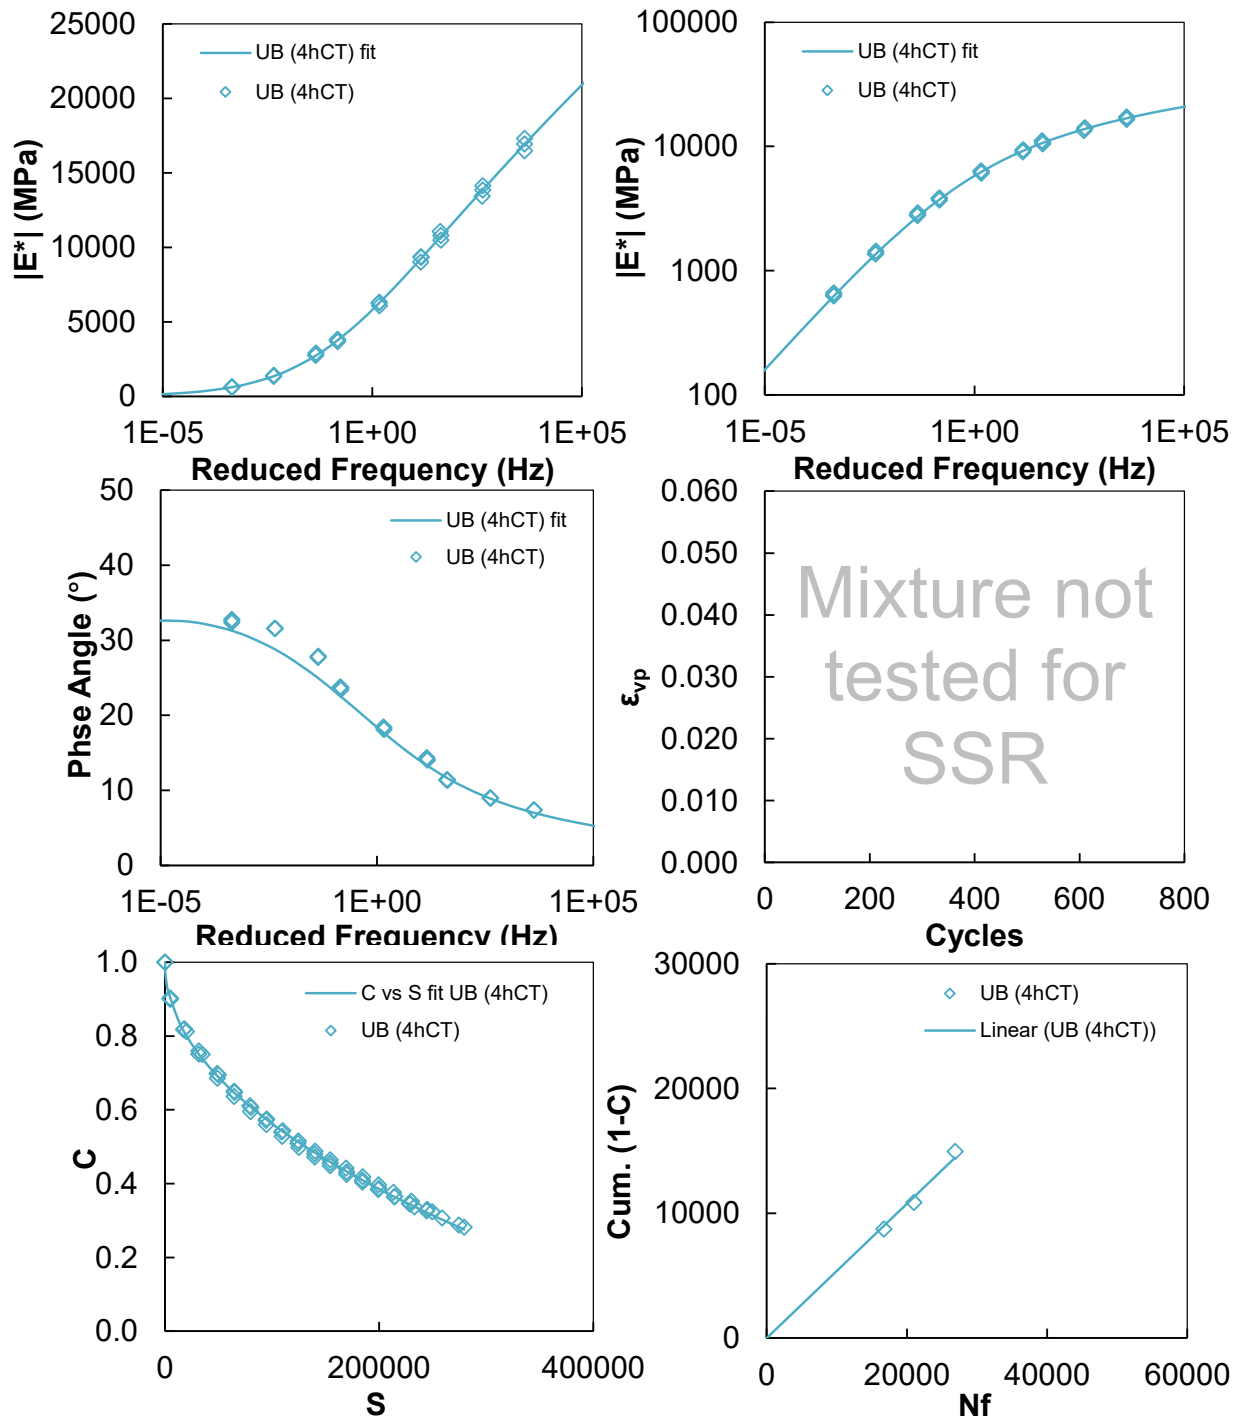 25000
20000
15000
10000
5000
0
|E*| (MPa)
UB (4hCT) fit
UB (4hCT)
1E-05
1E+00
1E+05
Reduced Frequency (Hz)
100000
10000
1000
100
|E*| (MPa)
UB (4hCT) fit
UB (4hCT)
1E-05
1E+00
1E+05
Reduced Frequency (Hz)
50
40
30
20
10
0
Phse Angle (°)
UB (4hCT) fit
UB (4hCT)
1E-05
1E+00
1E+05
Reduced Frequency (Hz)
0.060
0.050
0.040
0.030
0.020
0.010
0.000
εvp
Mixture not
tested for
SSR
0
200
400
600
800
Cycles
1.0
0.8
0.6
0.4
0.2
0.0
C
C vs S fit UB (4hCT)
UB (4hCT)
0
200000
400000
S
30000
20000
10000
0
Cum. (1-C)
UB (4hCT)
Linear (UB (4hCT))
0
20000
40000
60000
Nf